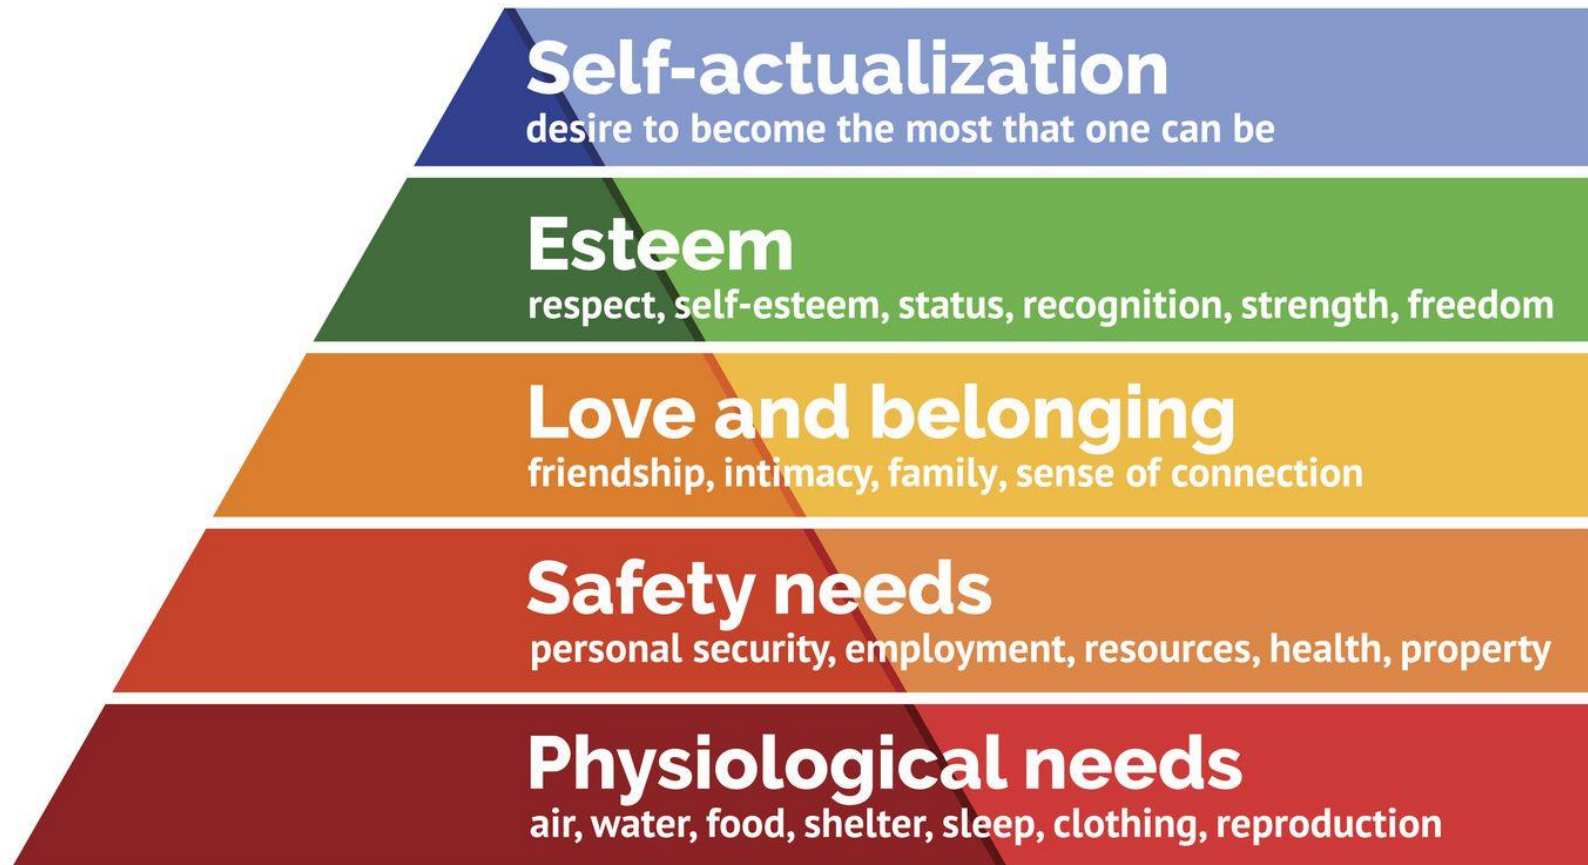 Self-actualization
desire to become the most that one can be
Esteem
respect, self-esteem, status, recognition, strength, freedom
Love and belonging
friendship, intimacy, family, sense of connection
Safety needs
personal security, employment, resources, health, property
Physiological needs
air, water, food, shelter, sleep, clothing, reproduction